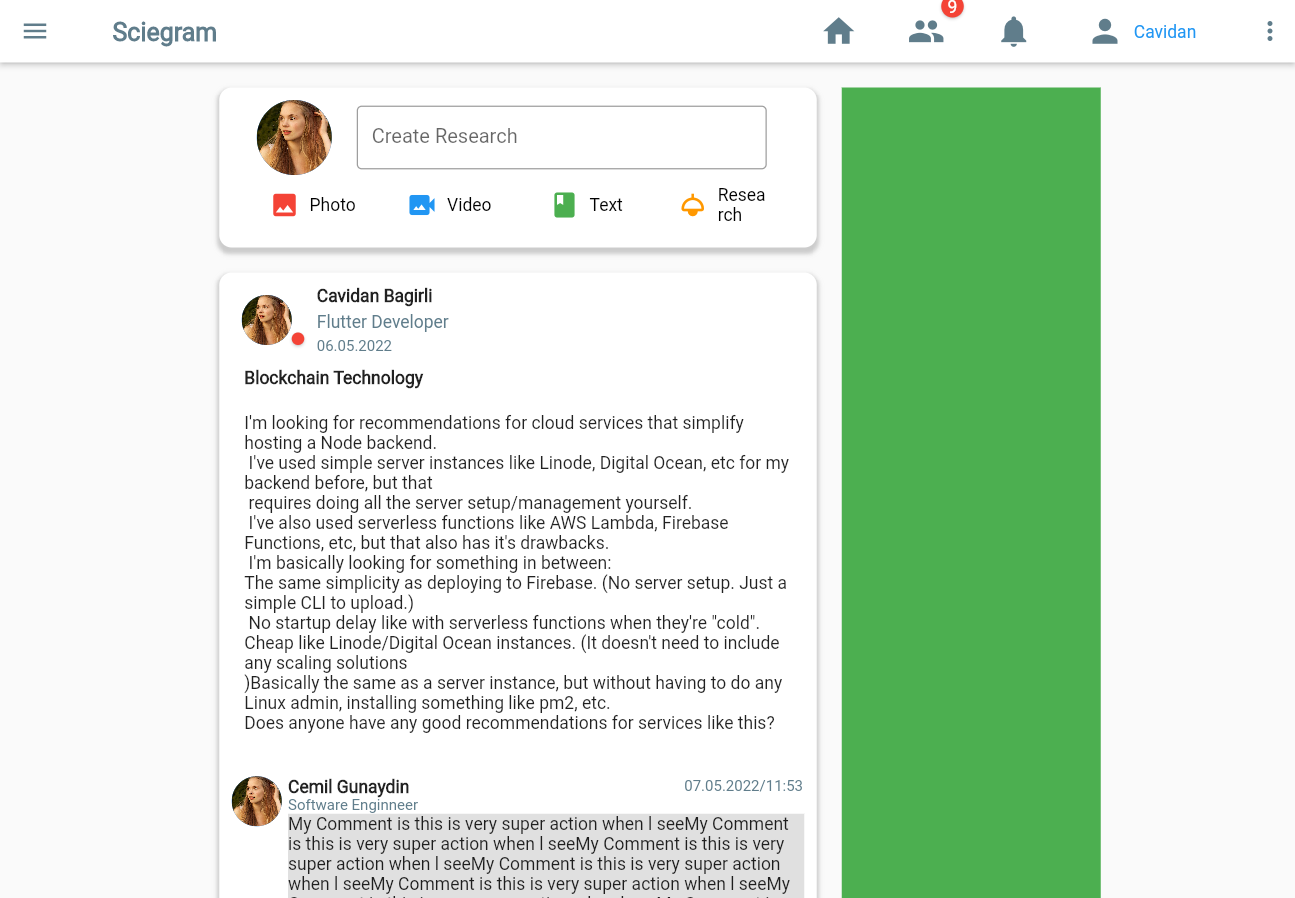 Sciegram
9
Cavidan
Create Research
Photo
Video
Text
Resea
rch
Cavidan Bagirli
Flutter Developer
06.05.2022
Blockchain Technology
I'm looking for recommendations for cloud services that simplify
hosting a Node backend.
I've used simple server instances like Linode, Digital Ocean, etc for my
backend before, but that
requires doing all the server setup/management yourself.
I've also used serverless functions like AWS Lambda, Firebase
Functions, etc, but that also has it's drawbacks.
I'm basically looking for something in between:
The same simplicity as deploying to Firebase. (No server setup. Just a
simple CLI to upload.)
No startup delay like with serverless functions when they're "cold".
Cheap like Linode/Digital Ocean instances. (It doesn't need to include
any scaling solutions
)Basically the same as a server instance, but without having to do any
Linux admin, installing something like pm2, etc.
Does anyone have any good recommendations for services like this?
Cemil Gunaydin
07.05.2022/11:53
Software Enginneer
My Comment is this is very super action when I seeMy Comment
is this is very super action when I seeMy Comment is this is very
super action when I seeMy Comment is this is very super action
when I seeMy Comment is this is very super action when I seeMy